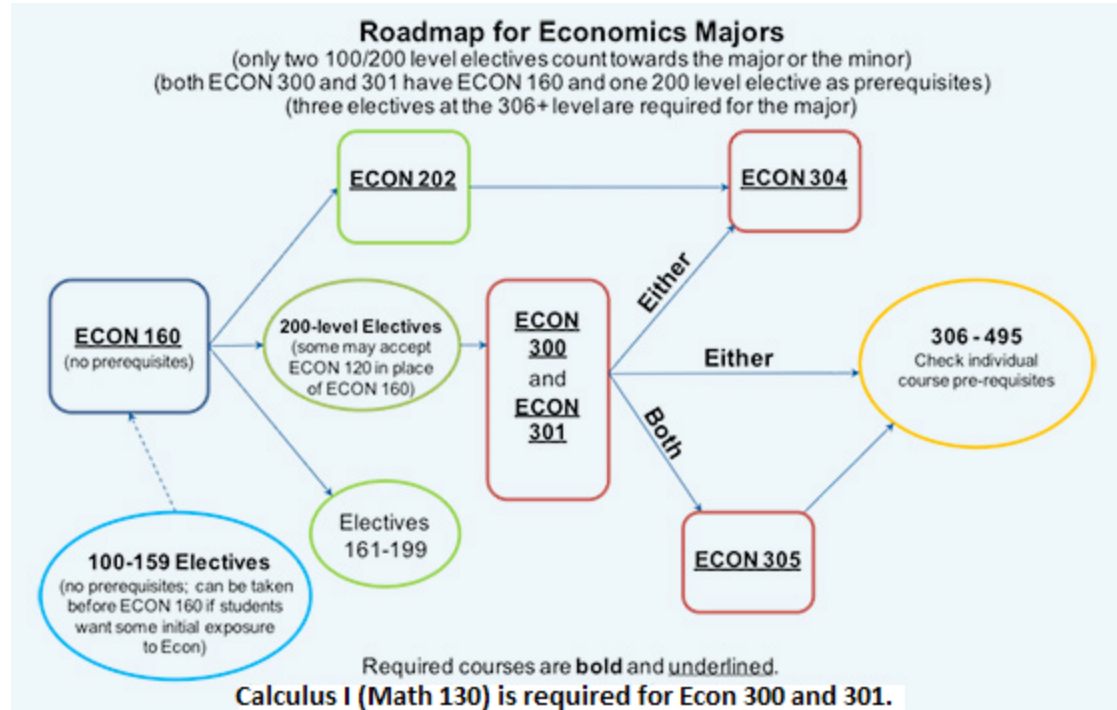 Roadmap for Economics Majors
(only two 100/200 level electives count towards the major or the minor)
(both ECON 300 and 301 have ECON 160 and one 200 level elective as prerequisites)
(three electives at the 306+ level are required for the major)
ECON 202
ECON 304
ECON 160
(no prerequisites)
200-level Electives
(some may accept
ECON 120 in place
of ECON 160)
ECON
300
and
ECON
301
Either
Either
Both
306 - 495
Check individual
course pre-requisites
Electives
161-199
ECON 305
100-159 Electives
(no prerequisites; can be taken
before ECON 160 if students
want some initial exposure
to Econ)
Required courses are bold and underlined.
Calculus I (Math 130) is required for Econ 300 and 301.